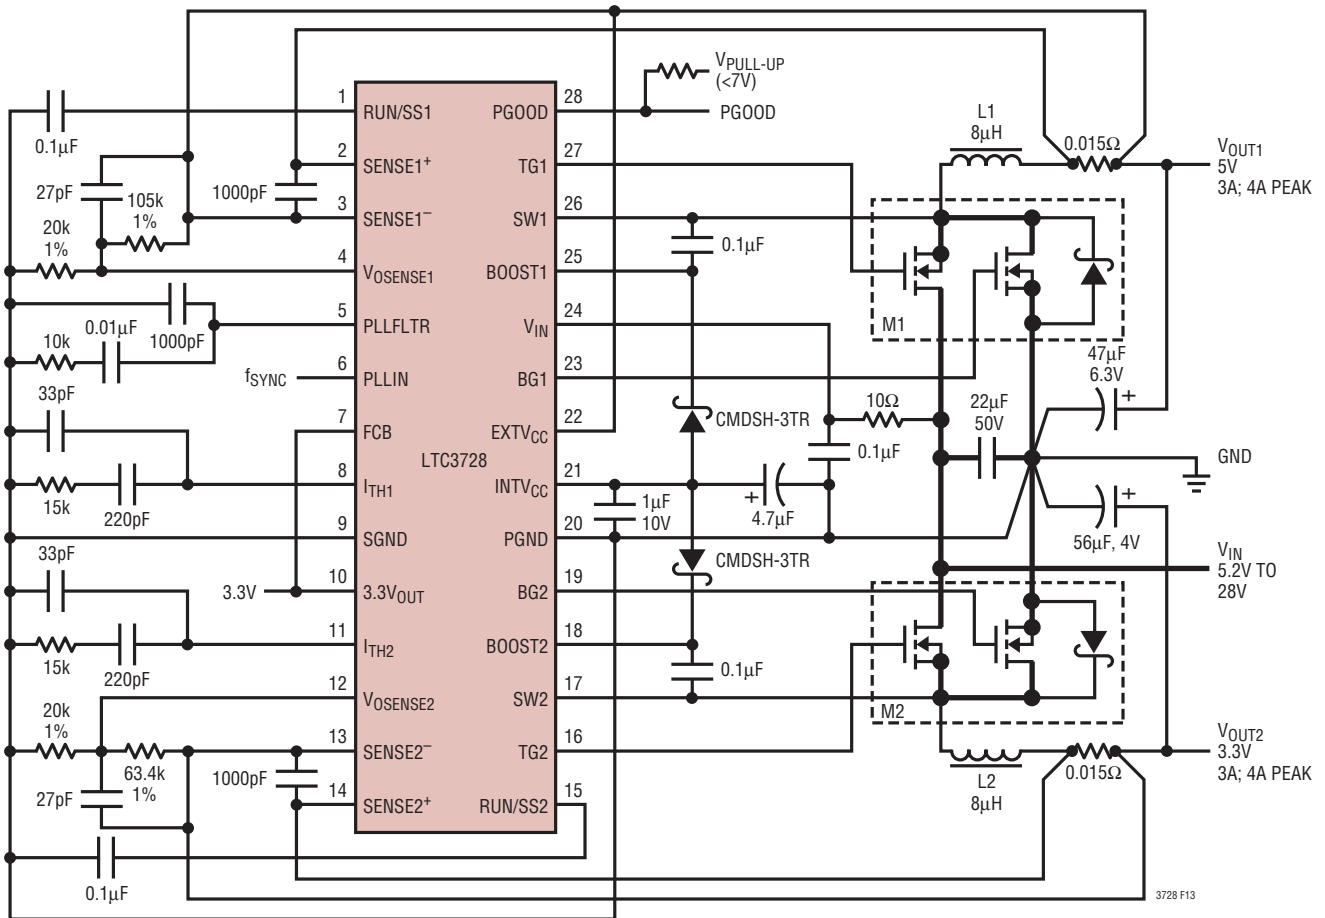 V_PULL-UP
(<7V)
PGOOD
0.1µF
27pF
105k
1%
20k
1%
1000pF
0.01µF
1000pF
10k
f_SYNC
33pF
15k
220pF
33pF
3.3V
15k
220pF
20k
1%
63.4k
1%
27pF
1000pF
0.1µF
LTC3728
1 RUN/SS1
2 SENSE1+
3 SENSE1–
4 V_OSENSE1
5 PLLFLTR
6 PLLIN
7 FCB
8 I_TH1
9 SGND
10 3.3V_OUT
11 I_TH2
12 V_OSENSE2
13 SENSE2–
14 SENSE2+
PGOOD 28
TG1 27
SW1 26
BOOST1 25
V_IN 24
BG1 23
EXTV_CC 22
INTV_CC 21
PGND 20
BG2 19
BOOST2 18
SW2 17
TG2 16
RUN/SS2 15
0.1µF
CMDSH-3TR
10Ω
0.1µF
1µF
10V
4.7µF
CMDSH-3TR
0.1µF
L1
8µH
0.015Ω
V_OUT1
5V
3A; 4A PEAK
M1
47µF
6.3V
+
22µF
50V
GND
+
+
56µF, 4V
V_IN
5.2V TO
28V
M2
L2
8µH
0.015Ω
V_OUT2
3.3V
3A; 4A PEAK
3728 F13